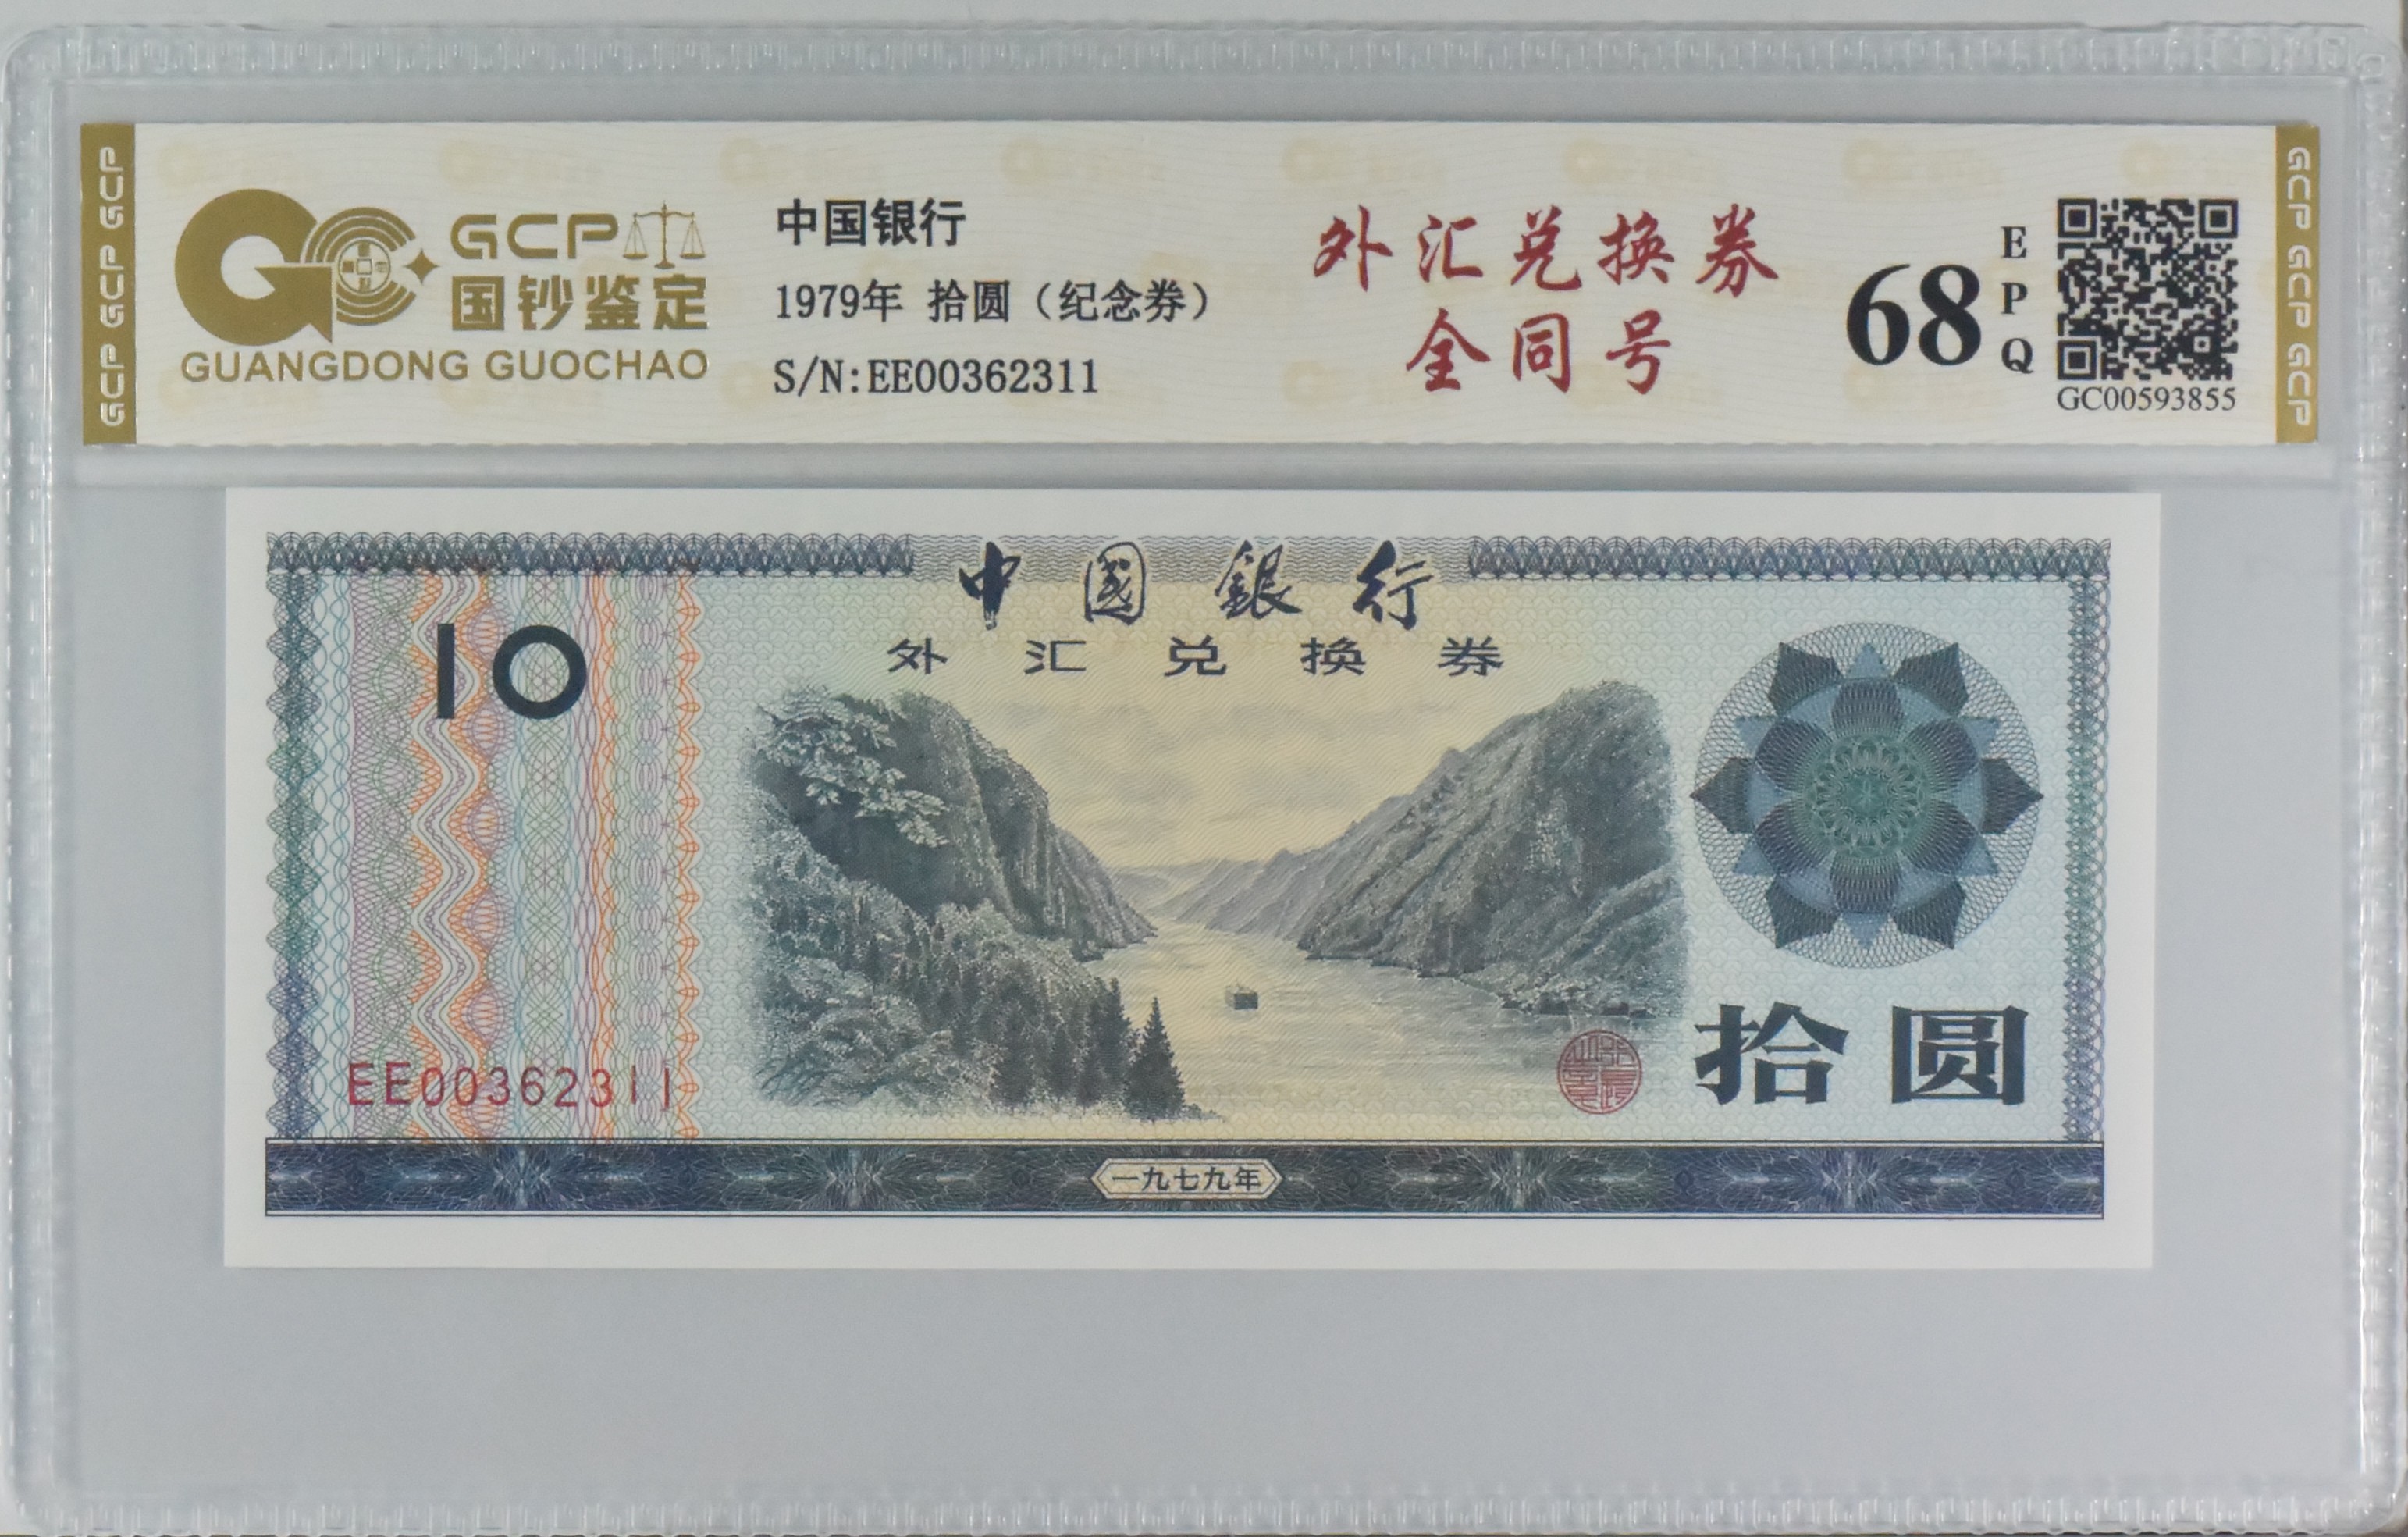 GCP GCP GCP
GCP
国钞鉴定
GUANGDONG GUOCHAO
中国银行
1979年 拾圆（纪念券）
S/N:EE00362311
外汇兑换券
全同号
68
EPQ
GC00593855
GCP GCP GCP
中國銀行
外汇兑换券
10
EE00362311
拾圆
一九七九年